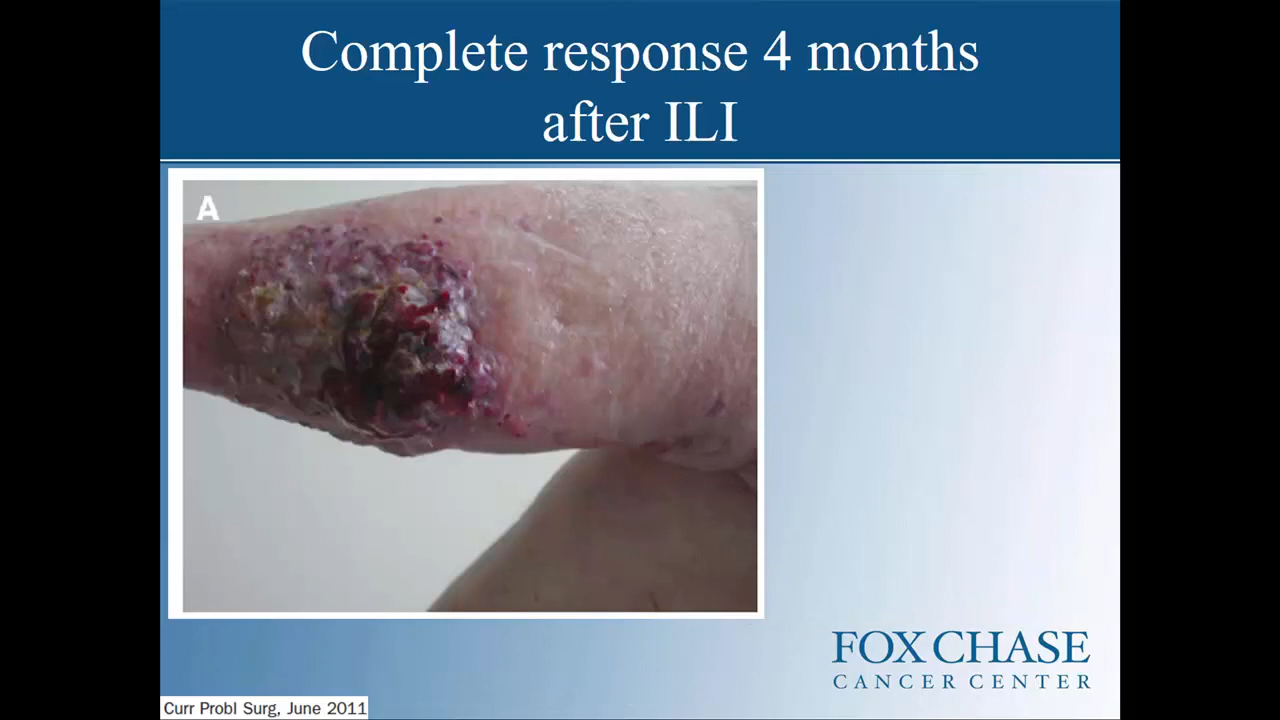 Complete response 4 months
after ILI
A
FOX CHASE
CANCER CENTER
Curr Probl Surg, June 2011